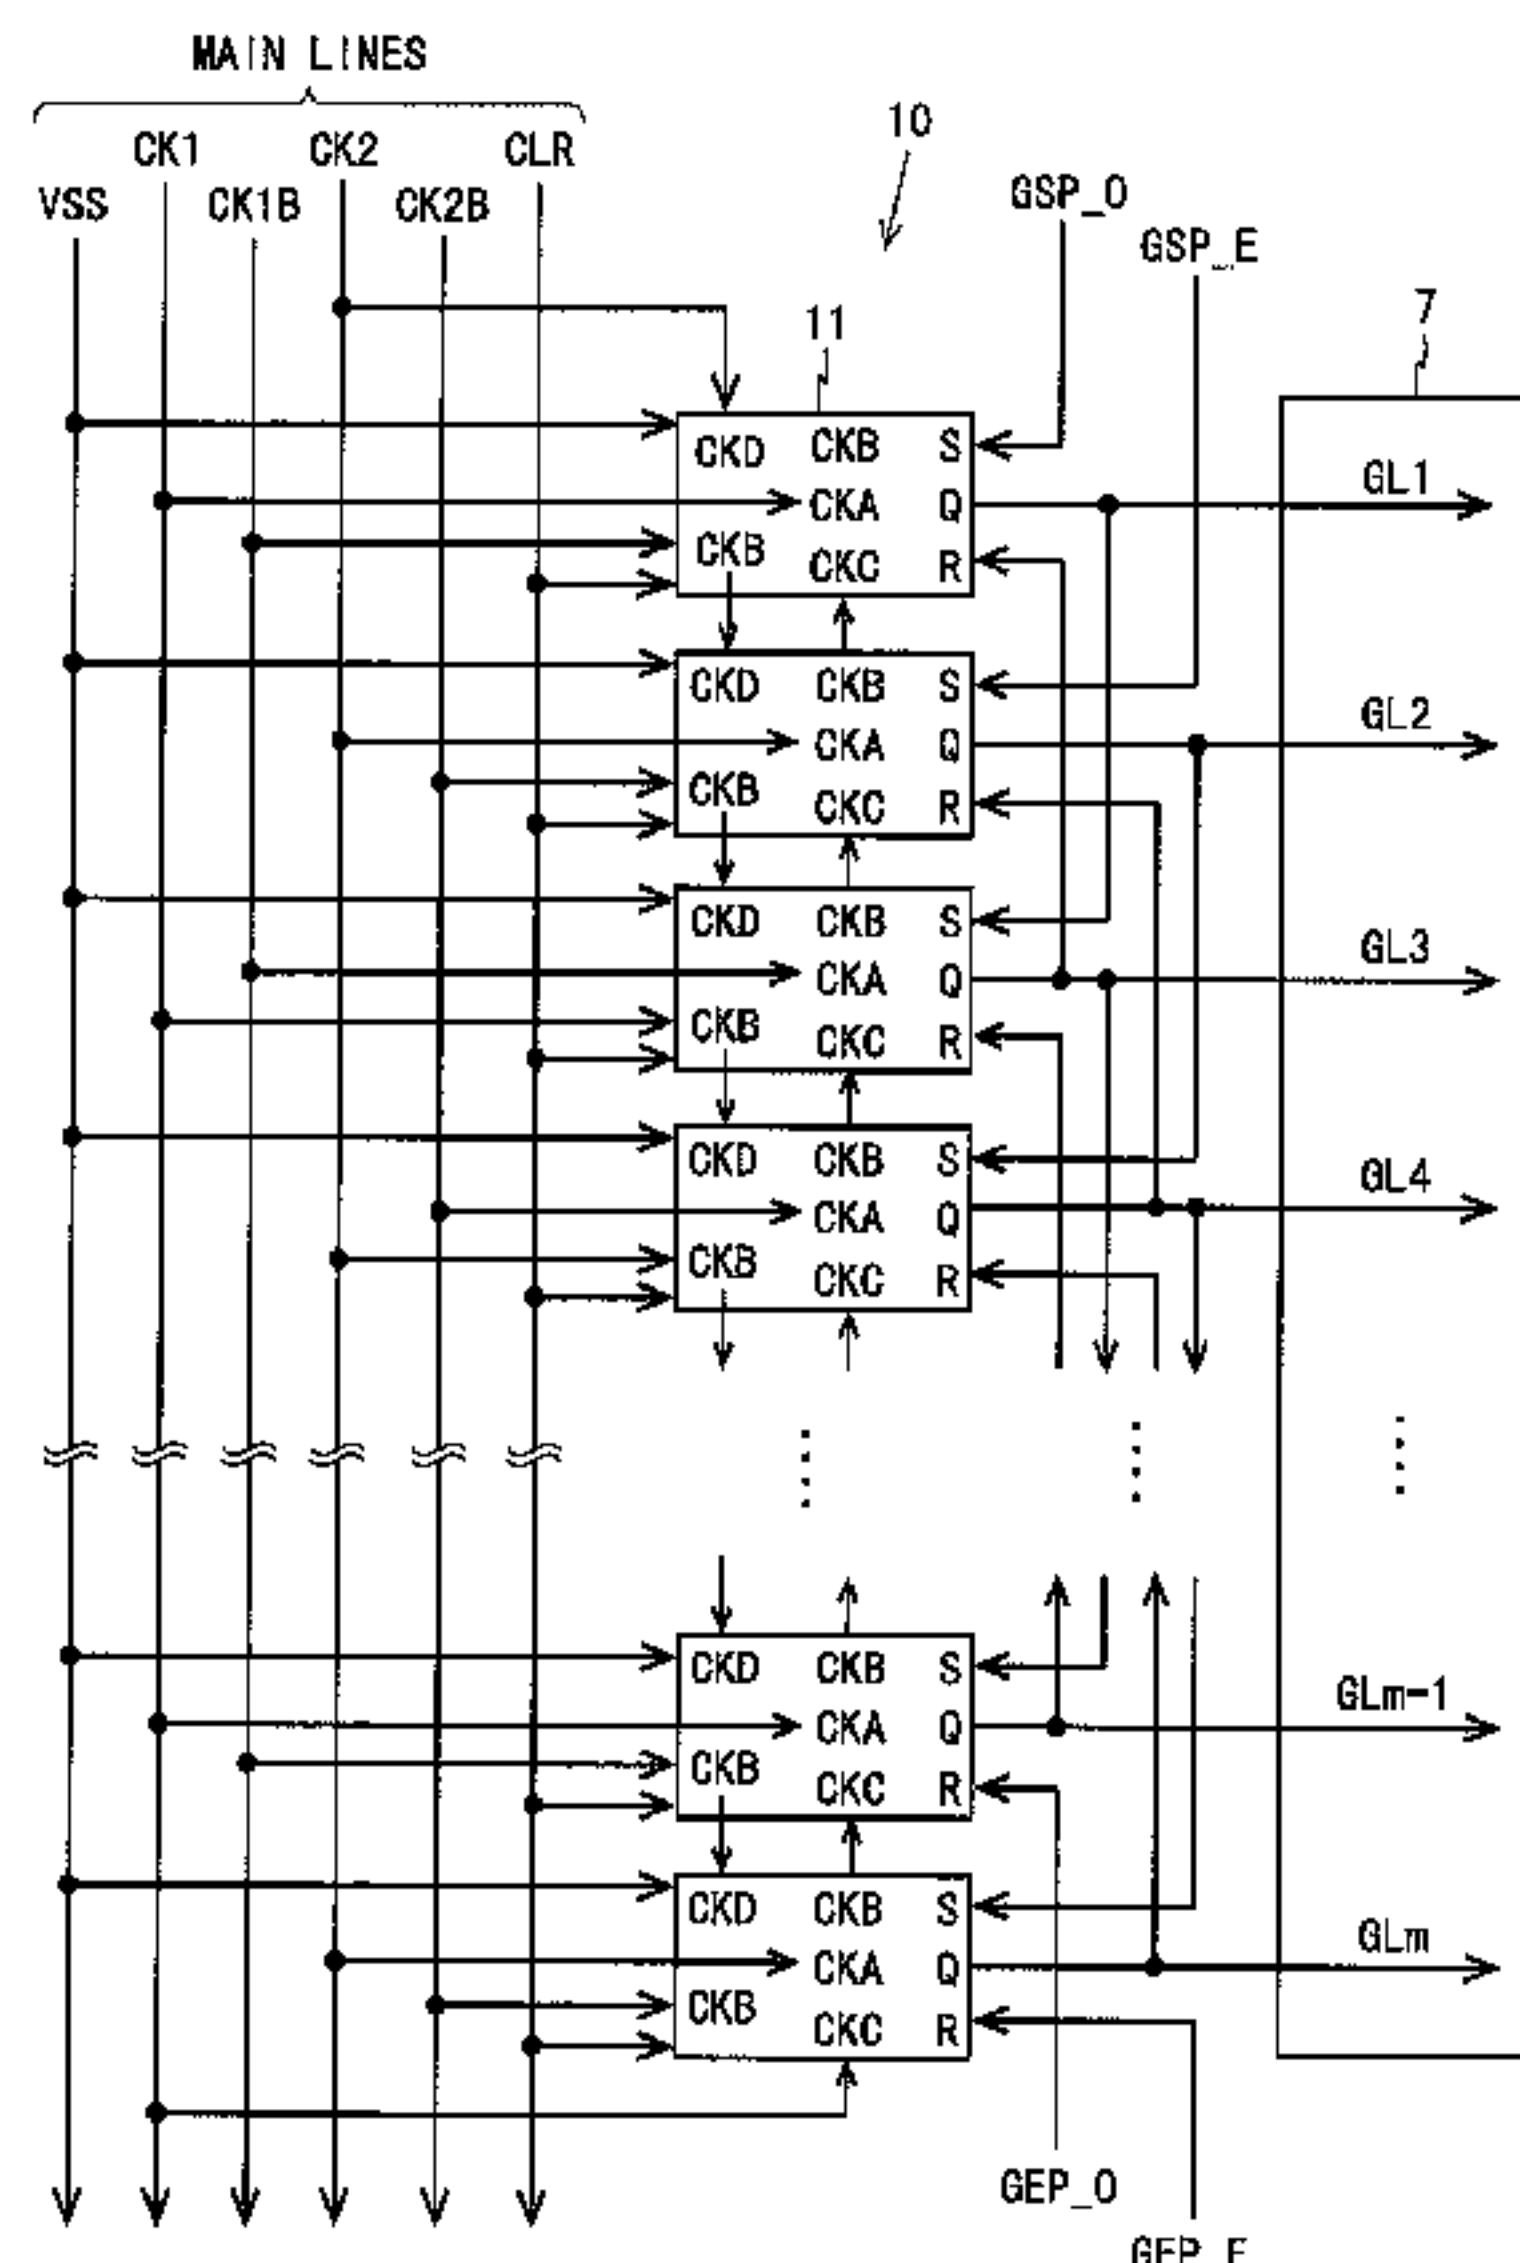 MAIN LINES
CK1 CK2 CLR
VSS CK1B CK2B
10
GSP_O
GSP_E
11
7
CKD CKB S
CKA Q
CKB CKC R
GL1
CKD CKB S
CKA Q
CKB CKC R
GL2
CKD CKB S
CKA Q
CKB CKC R
GL3
CKD CKB S
CKA Q
CKB CKC R
GL4
CKD CKB S
CKA Q
CKB CKC R
GLm-1
CKD CKB S
CKA Q
CKB CKC R
GLm
GEP_O
GEP_E